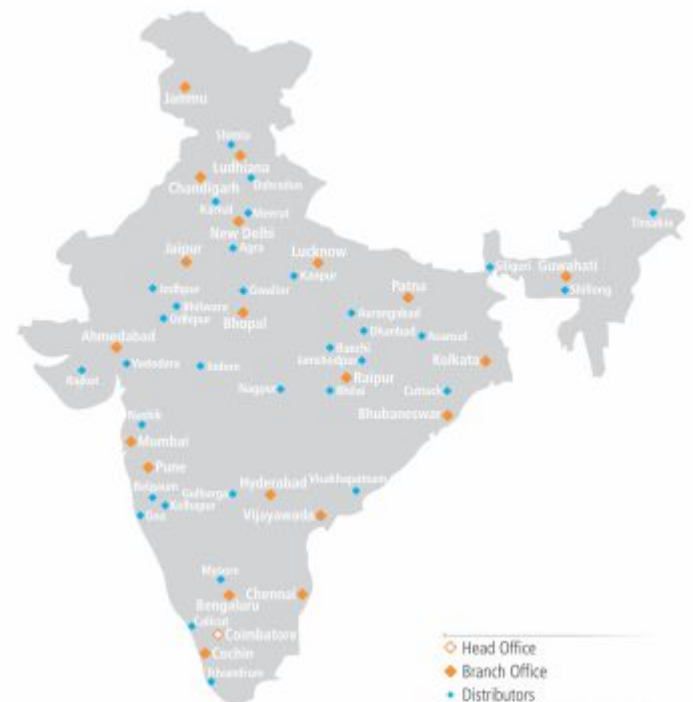 Jammu
Shimla
Ludhiana
Chandigarh
Dehradun
Karnal
Meerut
New Delhi
Agra
Jaipur
Lucknow
Kanpur
Siliguri
Guwahati
Tinsukia
Shillong
Jodhpur
Gwalior
Patna
Bhilwara
Udhipur
Bhopal
Aurangabad
Dhanbad
Asansol
Ahmedabad
Ranchi
Jamshedpur
Kolkata
Vadodara
Indore
Rajkot
Raipur
Nagpur
Bhilai
Cuttack
Bhubaneswar
Nashik
Mumbai
Pune
Belgaum
Gulbarga
Hyderabad
Visakhapatnam
Kolhapur
Goa
Vijayawada
Mysore
Bengaluru
Chennai
Calicut
Coimbatore
Cochin
Trivandrum
Head Office
Branch Office
Distributors